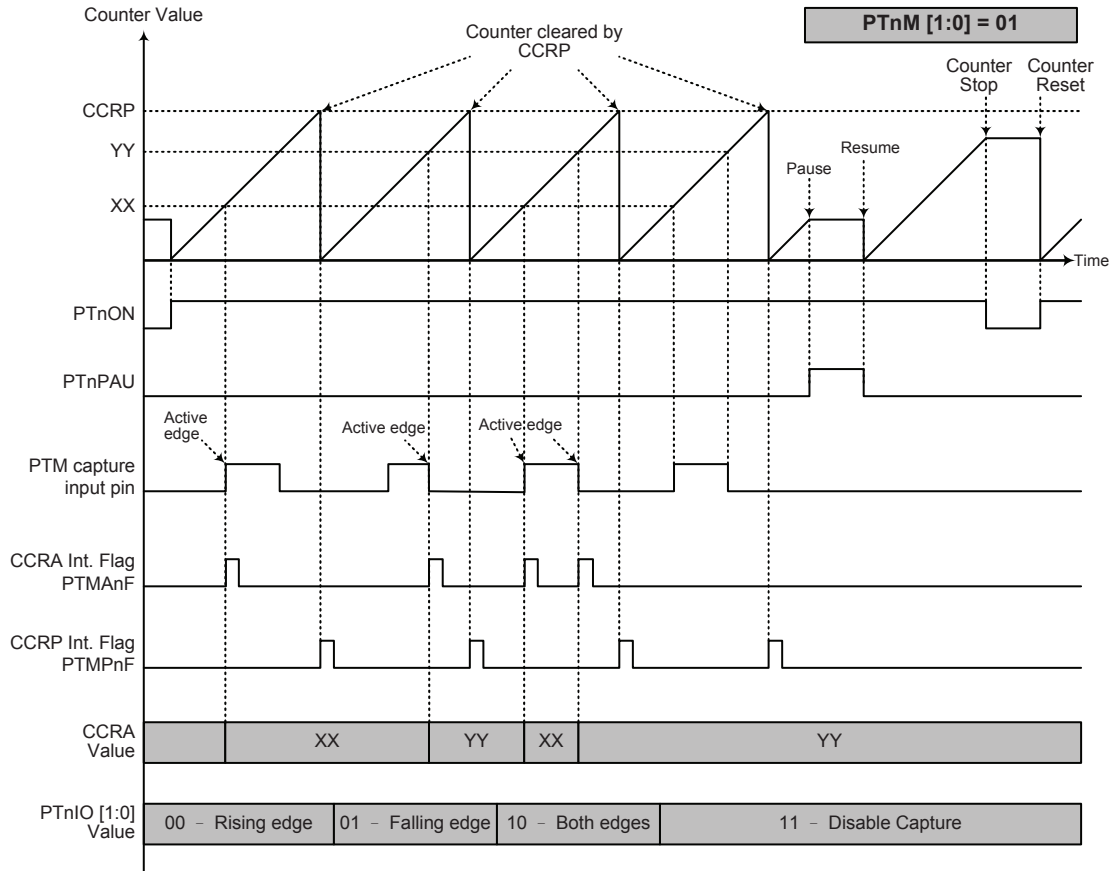 Counter Value
PTnM [1:0] = 01
Counter cleared by
CCRP
Counter
Stop
Counter
Reset
CCRP
YY
XX
Pause
Resume
Time
PTnON
PTnPAU
Active
edge
Active edge
Active edge
PTM capture
input pin
CCRA Int. Flag
PTMAnF
CCRP Int. Flag
PTMPnF
CCRA
Value
XX
YY
XX
YY
PTnIO [1:0]
Value
00 – Rising edge
01 – Falling edge
10 – Both edges
11 – Disable Capture